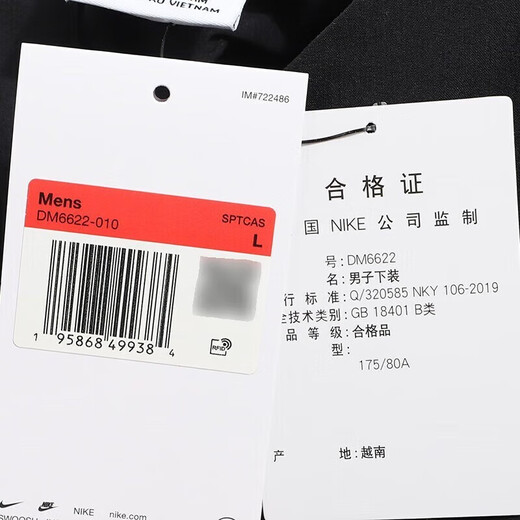 VIETNAM
IM#722486
Mens
DM6622-010
SPTCAS
L
1 95868 49938 4
RFID
NIKE
nike.com
合格证
国 NIKE 公司监制
号: DM6622
名: 男子下装
行 标 准: Q/320585 NKY 106-2019
全技术类别: GB 18401 B类
品 等 级: 合格品
型:
175/80A
产 地: 越南